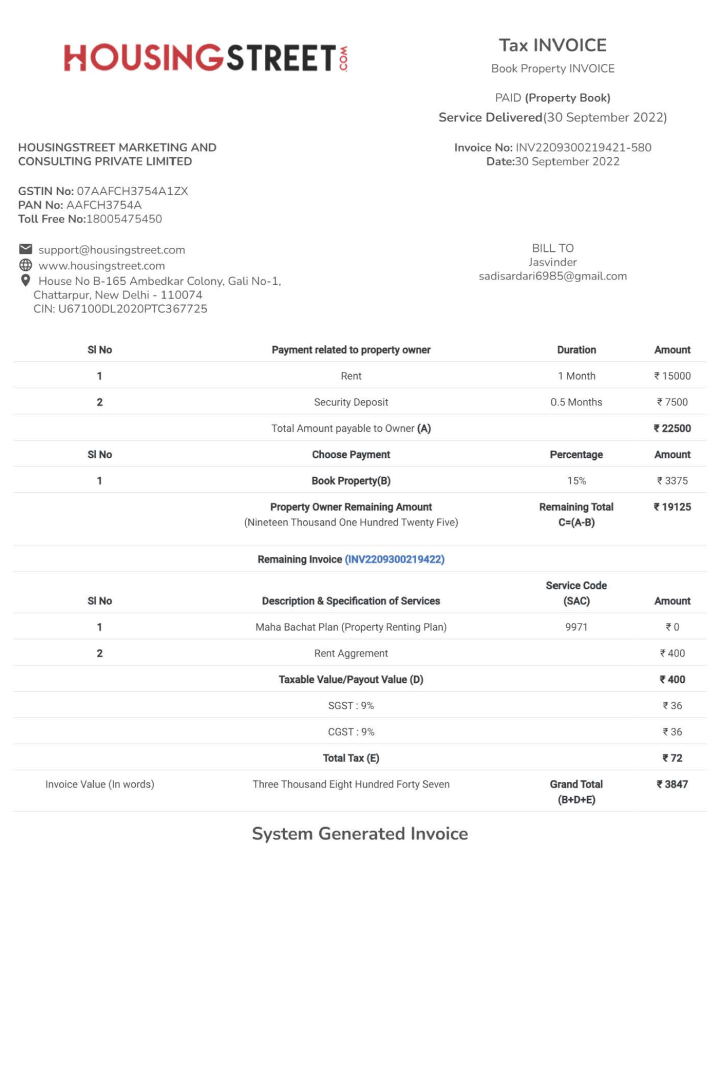 HOUSINGSTREET.COM
Tax INVOICE
Book Property INVOICE
PAID (Property Book)
Service Delivered(30 September 2022)
HOUSINGSTREET MARKETING AND
CONSULTING PRIVATE LIMITED
Invoice No: INV2209300219421-580
Date:30 September 2022
GSTIN No: 07AAFCH3754A1ZX
PAN No: AAFCH3754A
Toll Free No:18005475450
support@housingstreet.com
www.housingstreet.com
House No B-165 Ambedkar Colony, Gali No-1,
Chattarpur, New Delhi - 110074
CIN: U67100DL2020PTC367725
BILL TO
Jasvinder
sadisardari6985@gmail.com
Sl No Payment related to property owner Duration Amount
1 Rent 1 Month ₹ 15000
2 Security Deposit 0.5 Months ₹ 7500
Total Amount payable to Owner (A) ₹ 22500
Sl No Choose Payment Percentage Amount
1 Book Property(B) 15% ₹ 3375
Property Owner Remaining Amount Remaining Total ₹ 19125
(Nineteen Thousand One Hundred Twenty Five) C=(A-B)
Remaining Invoice (INV2209300219422)
Service Code
Sl No Description & Specification of Services (SAC) Amount
1 Maha Bachat Plan (Property Renting Plan) 9971 ₹ 0
2 Rent Aggrement ₹ 400
Taxable Value/Payout Value (D) ₹ 400
SGST : 9% ₹ 36
CGST : 9% ₹ 36
Total Tax (E) ₹ 72
Invoice Value (In words) Three Thousand Eight Hundred Forty Seven Grand Total ₹ 3847
(B+D+E)
System Generated Invoice